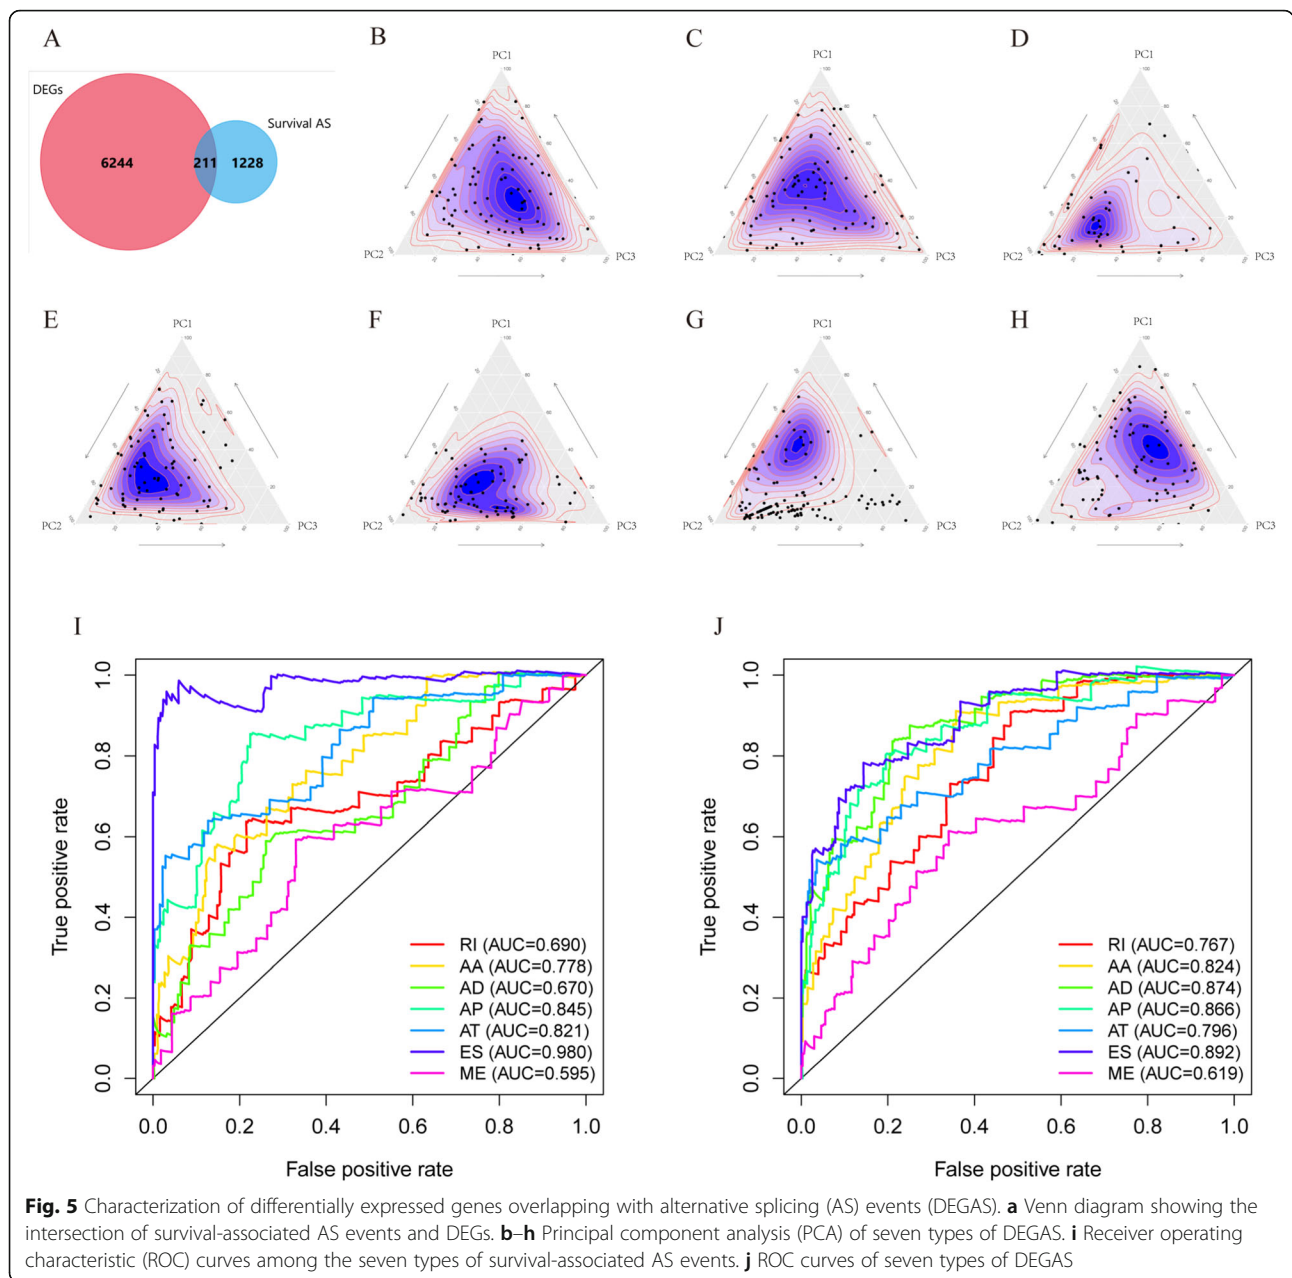 A
B
C
D
DEGs
Survival AS
6244
211
1228
PC1
PC2
PC3
PC1
PC2
PC3
PC1
PC2
PC3
E
F
G
H
PC1
PC2
PC3
PC1
PC2
PC3
PC1
PC2
PC3
PC1
PC2
PC3
I
True positive rate
1.0
0.8
0.6
0.4
0.2
0.0
RI (AUC=0.690)
AA (AUC=0.778)
AD (AUC=0.670)
AP (AUC=0.845)
AT (AUC=0.821)
ES (AUC=0.980)
ME (AUC=0.595)
0.0 0.2 0.4 0.6 0.8 1.0
False positive rate
J
True positive rate
1.0
0.8
0.6
0.4
0.2
0.0
RI (AUC=0.767)
AA (AUC=0.824)
AD (AUC=0.874)
AP (AUC=0.866)
AT (AUC=0.796)
ES (AUC=0.892)
ME (AUC=0.619)
0.0 0.2 0.4 0.6 0.8 1.0
False positive rate
Fig. 5 Characterization of differentially expressed genes overlapping with alternative splicing (AS) events (DEGAS). a Venn diagram showing the
intersection of survival-associated AS events and DEGs. b–h Principal component analysis (PCA) of seven types of DEGAS. i Receiver operating
characteristic (ROC) curves among the seven types of survival-associated AS events. j ROC curves of seven types of DEGAS